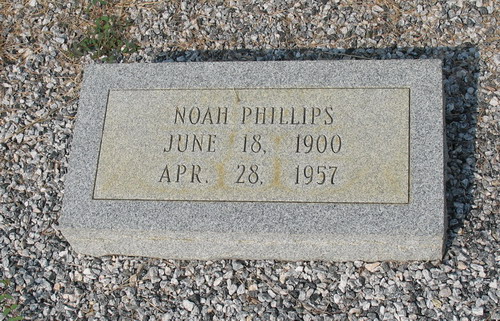 NOAH PHILLIPS
JUNE 18, 1900
APR. 28, 1957